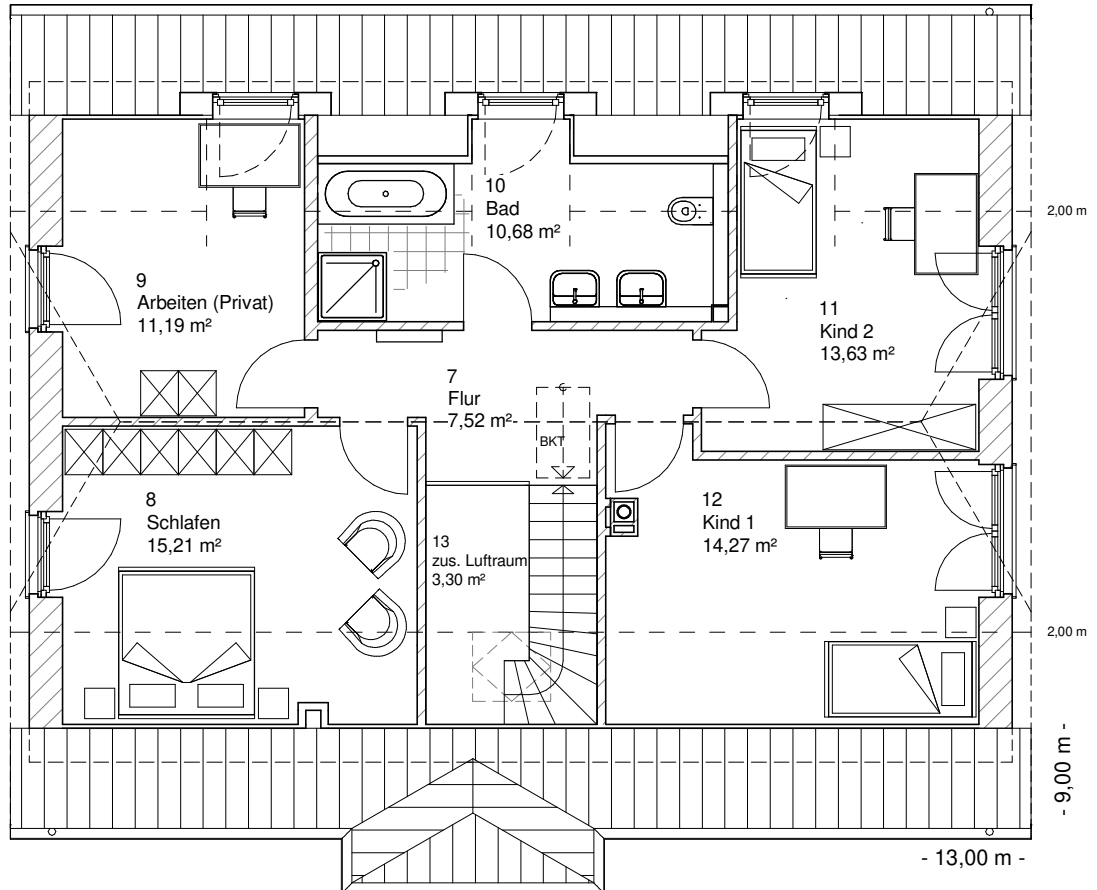 10
Bad
10,68 m²
2,00 m
9
Arbeiten (Privat)
11,19 m²
11
Kind 2
13,63 m²
7
Flur
7,52 m²
BKT
8
Schlafen
15,21 m²
12
Kind 1
14,27 m²
13
zus. Luftraum
3,30 m²
2,00 m
- 9,00 m -
- 13,00 m -